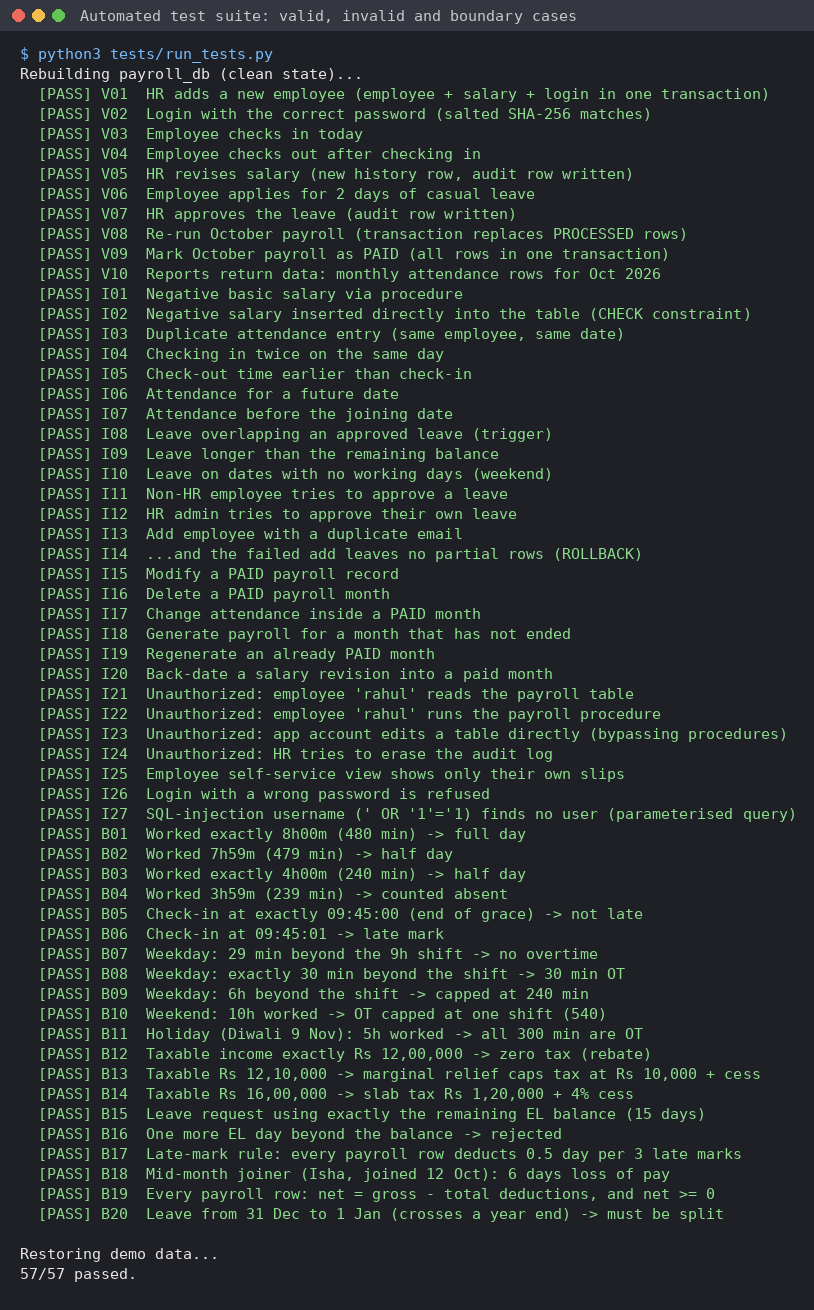 Automated test suite: valid, invalid and boundary cases
$ python3 tests/run_tests.py
Rebuilding payroll_db (clean state)...
[PASS] V01  HR adds a new employee (employee + salary + login in one transaction)
[PASS] V02  Login with the correct password (salted SHA-256 matches)
[PASS] V03  Employee checks in today
[PASS] V04  Employee checks out after checking in
[PASS] V05  HR revises salary (new history row, audit row written)
[PASS] V06  Employee applies for 2 days of casual leave
[PASS] V07  HR approves the leave (audit row written)
[PASS] V08  Re-run October payroll (transaction replaces PROCESSED rows)
[PASS] V09  Mark October payroll as PAID (all rows in one transaction)
[PASS] V10  Reports return data: monthly attendance rows for Oct 2026
[PASS] I01  Negative basic salary via procedure
[PASS] I02  Negative salary inserted directly into the table (CHECK constraint)
[PASS] I03  Duplicate attendance entry (same employee, same date)
[PASS] I04  Checking in twice on the same day
[PASS] I05  Check-out time earlier than check-in
[PASS] I06  Attendance for a future date
[PASS] I07  Attendance before the joining date
[PASS] I08  Leave overlapping an approved leave (trigger)
[PASS] I09  Leave longer than the remaining balance
[PASS] I10  Leave on dates with no working days (weekend)
[PASS] I11  Non-HR employee tries to approve a leave
[PASS] I12  HR admin tries to approve their own leave
[PASS] I13  Add employee with a duplicate email
[PASS] I14  ...and the failed add leaves no partial rows (ROLLBACK)
[PASS] I15  Modify a PAID payroll record
[PASS] I16  Delete a PAID payroll month
[PASS] I17  Change attendance inside a PAID month
[PASS] I18  Generate payroll for a month that has not ended
[PASS] I19  Regenerate an already PAID month
[PASS] I20  Back-date a salary revision into a paid month
[PASS] I21  Unauthorized: employee 'rahul' reads the payroll table
[PASS] I22  Unauthorized: employee 'rahul' runs the payroll procedure
[PASS] I23  Unauthorized: app account edits a table directly (bypassing procedures)
[PASS] I24  Unauthorized: HR tries to erase the audit log
[PASS] I25  Employee self-service view shows only their own slips
[PASS] I26  Login with a wrong password is refused
[PASS] I27  SQL-injection username (' OR '1'='1) finds no user (parameterised query)
[PASS] B01  Worked exactly 8h00m (480 min) -> full day
[PASS] B02  Worked 7h59m (479 min) -> half day
[PASS] B03  Worked exactly 4h00m (240 min) -> half day
[PASS] B04  Worked 3h59m (239 min) -> counted absent
[PASS] B05  Check-in at exactly 09:45:00 (end of grace) -> not late
[PASS] B06  Check-in at 09:45:01 -> late mark
[PASS] B07  Weekday: 29 min beyond the 9h shift -> no overtime
[PASS] B08  Weekday: exactly 30 min beyond the shift -> 30 min OT
[PASS] B09  Weekday: 6h beyond the shift -> capped at 240 min
[PASS] B10  Weekend: 10h worked -> OT capped at one shift (540)
[PASS] B11  Holiday (Diwali 9 Nov): 5h worked -> all 300 min are OT
[PASS] B12  Taxable income exactly Rs 12,00,000 -> zero tax (rebate)
[PASS] B13  Taxable Rs 12,10,000 -> marginal relief caps tax at Rs 10,000 + cess
[PASS] B14  Taxable Rs 16,00,000 -> slab tax Rs 1,20,000 + 4% cess
[PASS] B15  Leave request using exactly the remaining EL balance (15 days)
[PASS] B16  One more EL day beyond the balance -> rejected
[PASS] B17  Late-mark rule: every payroll row deducts 0.5 day per 3 late marks
[PASS] B18  Mid-month joiner (Isha, joined 12 Oct): 6 days loss of pay
[PASS] B19  Every payroll row: net = gross - total deductions, and net >= 0
[PASS] B20  Leave from 31 Dec to 1 Jan (crosses a year end) -> must be split
Restoring demo data...
57/57 passed.